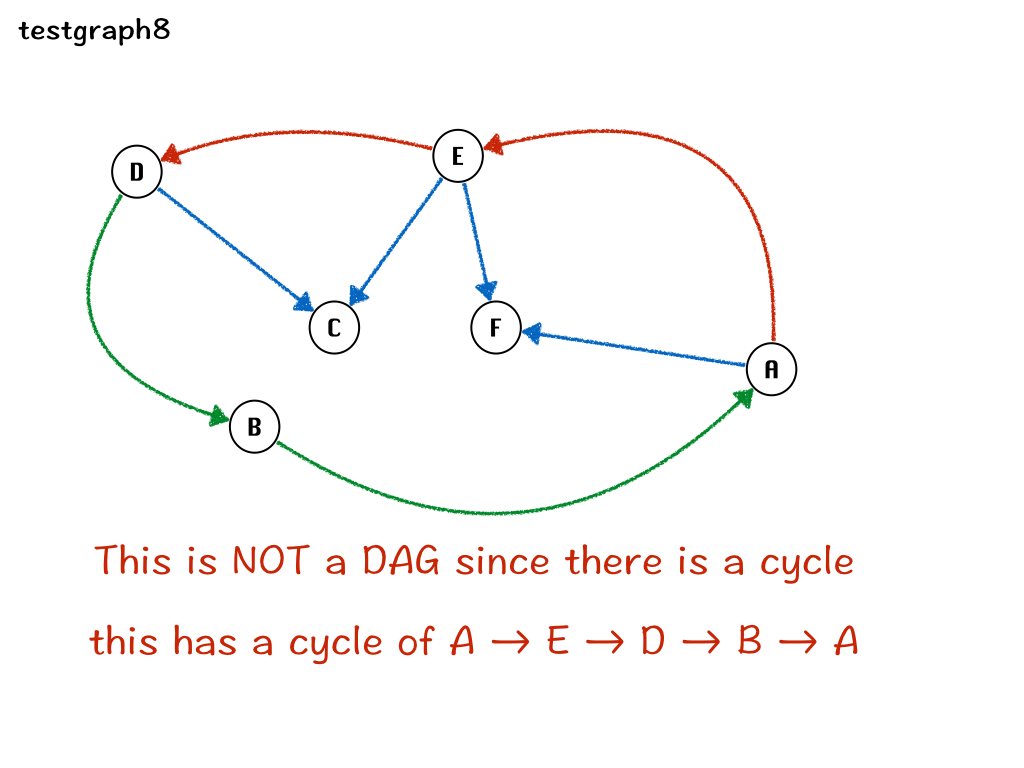 testgraph8
D
E
C
F
A
B
This is NOT a DAG since there is a cycle
this has a cycle of A → E → D → B → A